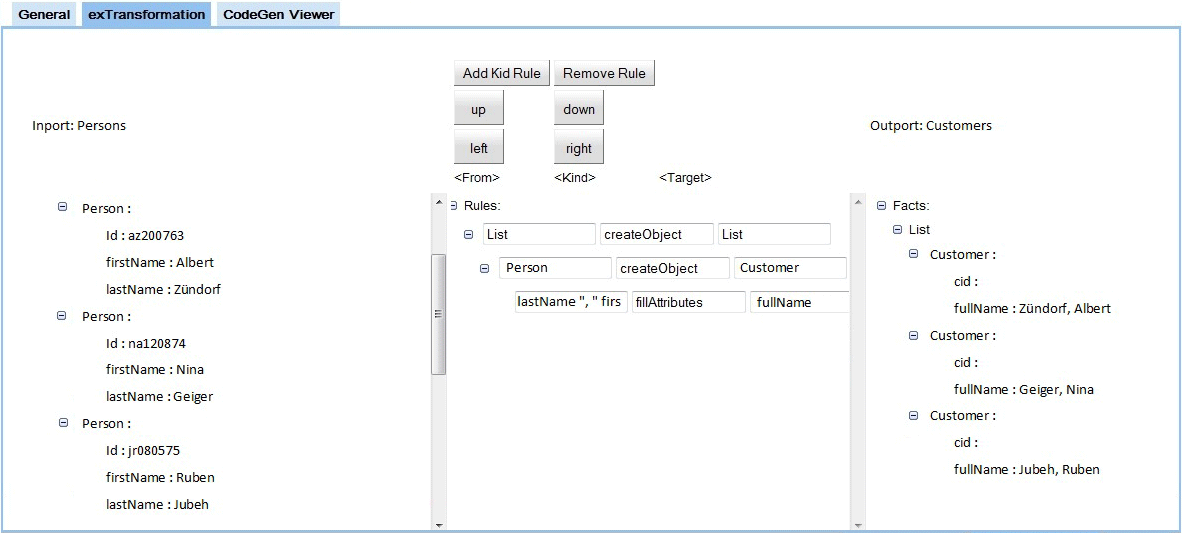 General exTransformation CodeGen Viewer
Add Kid Rule Remove Rule
up down
Inport: Persons
Outport: Customers
left right
<From> <Kind> <Target>
Person :
Id : az200763
firstName : Albert
lastName : Zündorf
Person :
Id : na120874
firstName : Nina
lastName : Geiger
Person :
Id : jr080575
firstName : Ruben
lastName : Jubeh
Rules:
List createObject List
Person createObject Customer
lastName ", " firs fillAttributes fullName
Facts:
List
Customer :
cid :
fullName : Zündorf, Albert
Customer :
cid :
fullName : Geiger, Nina
Customer :
cid :
fullName : Jubeh, Ruben